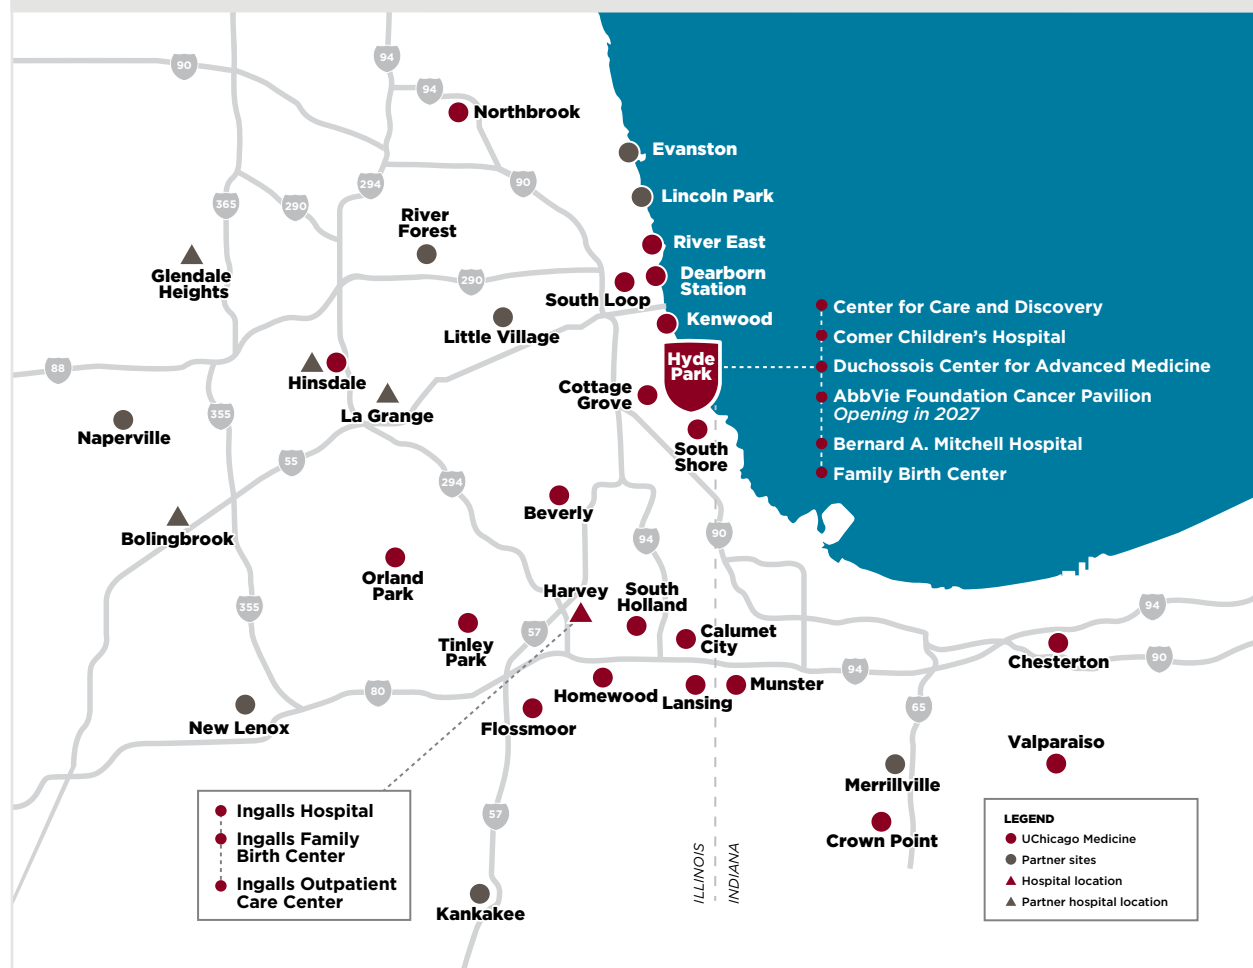 90
94
94
Northbrook
Evanston
294
90
Lincoln Park
365
290
River
Forest
River East
Glendale
Heights
290
Dearborn
Station
South Loop
Kenwood
Little Village
Center for Care and Discovery
Comer Children's Hospital
Duchossois Center for Advanced Medicine
AbbVie Foundation Cancer Pavilion
Opening in 2027
Bernard A. Mitchell Hospital
Family Birth Center
Hyde
Park
88
Hinsdale
La Grange
Cottage
Grove
355
Naperville
South
Shore
55
294
Beverly
Bolingbrook
94
90
Orland
Park
Harvey
South
Holland
355
57
Tinley
Park
Calumet
City
94
Chesterton
90
94
80
Homewood
Lansing
Munster
65
New Lenox
Flossmoor
Valparaiso
Merrillville
Ingalls Hospital
Ingalls Family
Birth Center
Ingalls Outpatient
Care Center
57
Crown Point
ILLINOIS
INDIANA
Kankakee
LEGEND
UChicago Medicine
Partner sites
Hospital location
Partner hospital location